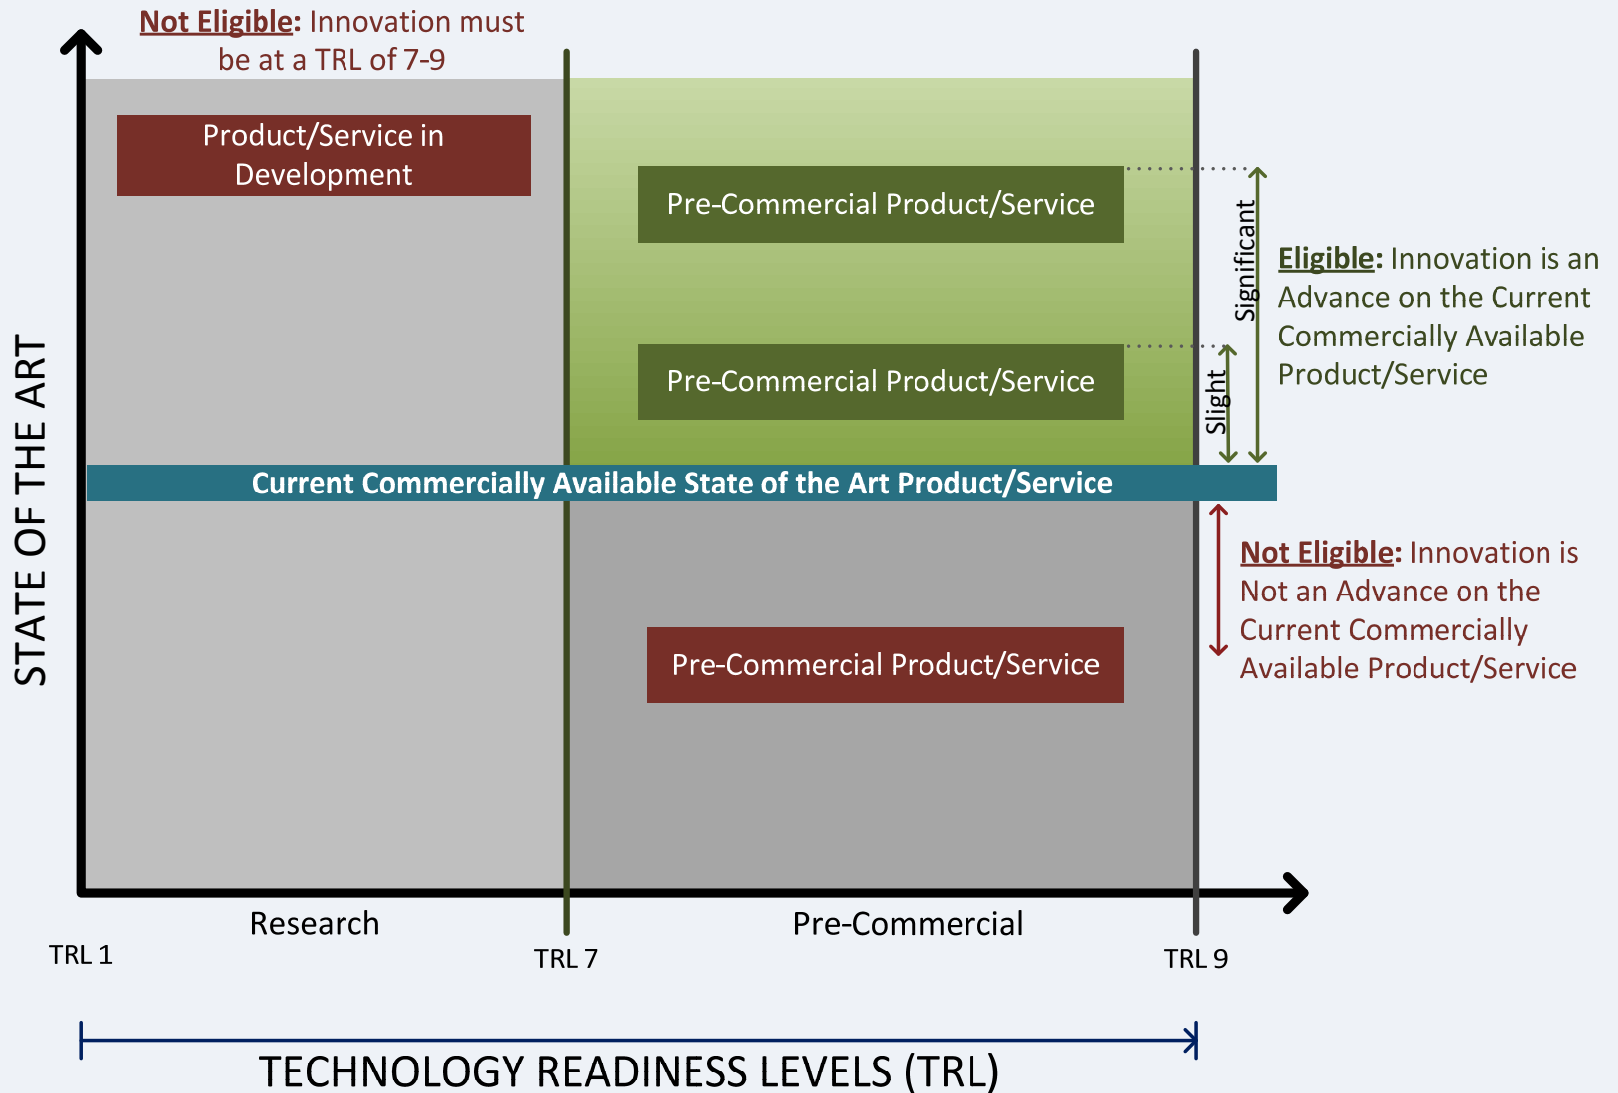 Not Eligible: Innovation must
be at a TRL of 7-9
Product/Service in
Development
Pre-Commercial Product/Service
Significant
Eligible: Innovation is an
Advance on the Current
Commercially Available
Product/Service
Pre-Commercial Product/Service
Slight
STATE OF THE ART
Current Commercially Available State of the Art Product/Service
Not Eligible: Innovation is
Not an Advance on the
Current Commercially
Available Product/Service
Pre-Commercial Product/Service
Research
Pre-Commercial
TRL 1
TRL 7
TRL 9
TECHNOLOGY READINESS LEVELS (TRL)